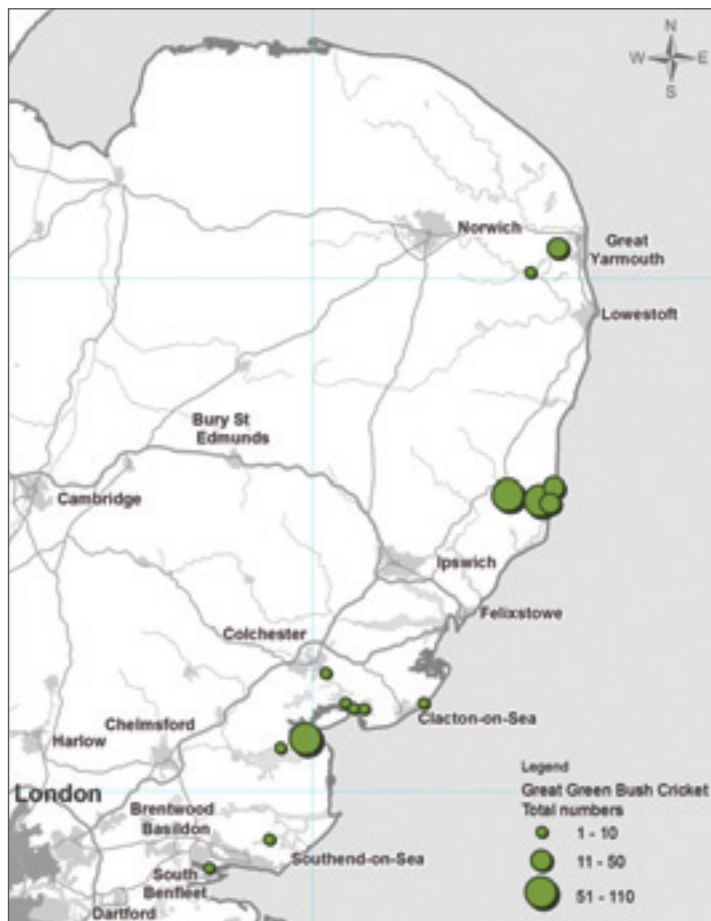 N
W E
S
Norwich
Great
Yarmouth
Lowestoft
Bury St
Edmunds
Cambridge
Ipswich
Felixstowe
Colchester
Clacton-on-Sea
Chelmsford
Harlow
London
Brentwood
Basildon
Southend-on-Sea
South
Benfleet
Dartford
Legend
Great Green Bush Cricket
Total numbers
1 - 10
11 - 50
51 - 110